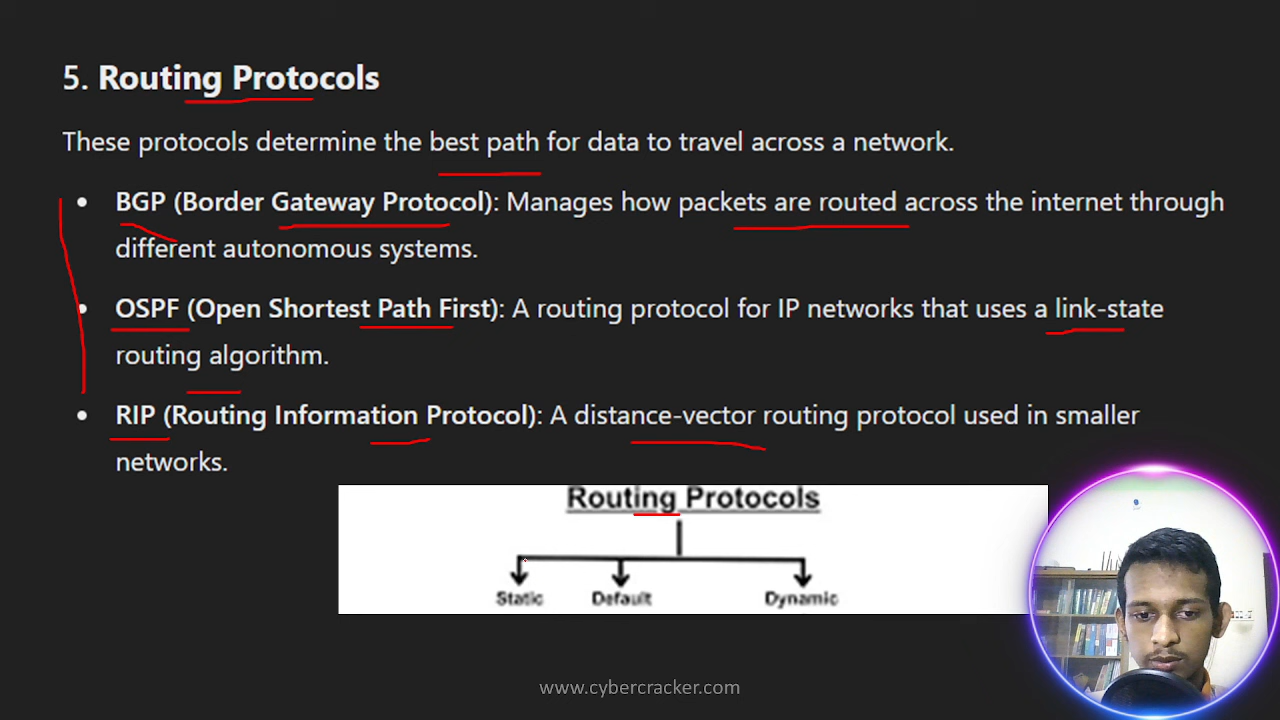 5. Routing Protocols
These protocols determine the best path for data to travel across a network.
• BGP (Border Gateway Protocol): Manages how packets are routed across the internet through
different autonomous systems.
• OSPF (Open Shortest Path First): A routing protocol for IP networks that uses a link-state
routing algorithm.
• RIP (Routing Information Protocol): A distance-vector routing protocol used in smaller
networks.
Routing Protocols
Static Default Dynamic
www.cybercracker.com